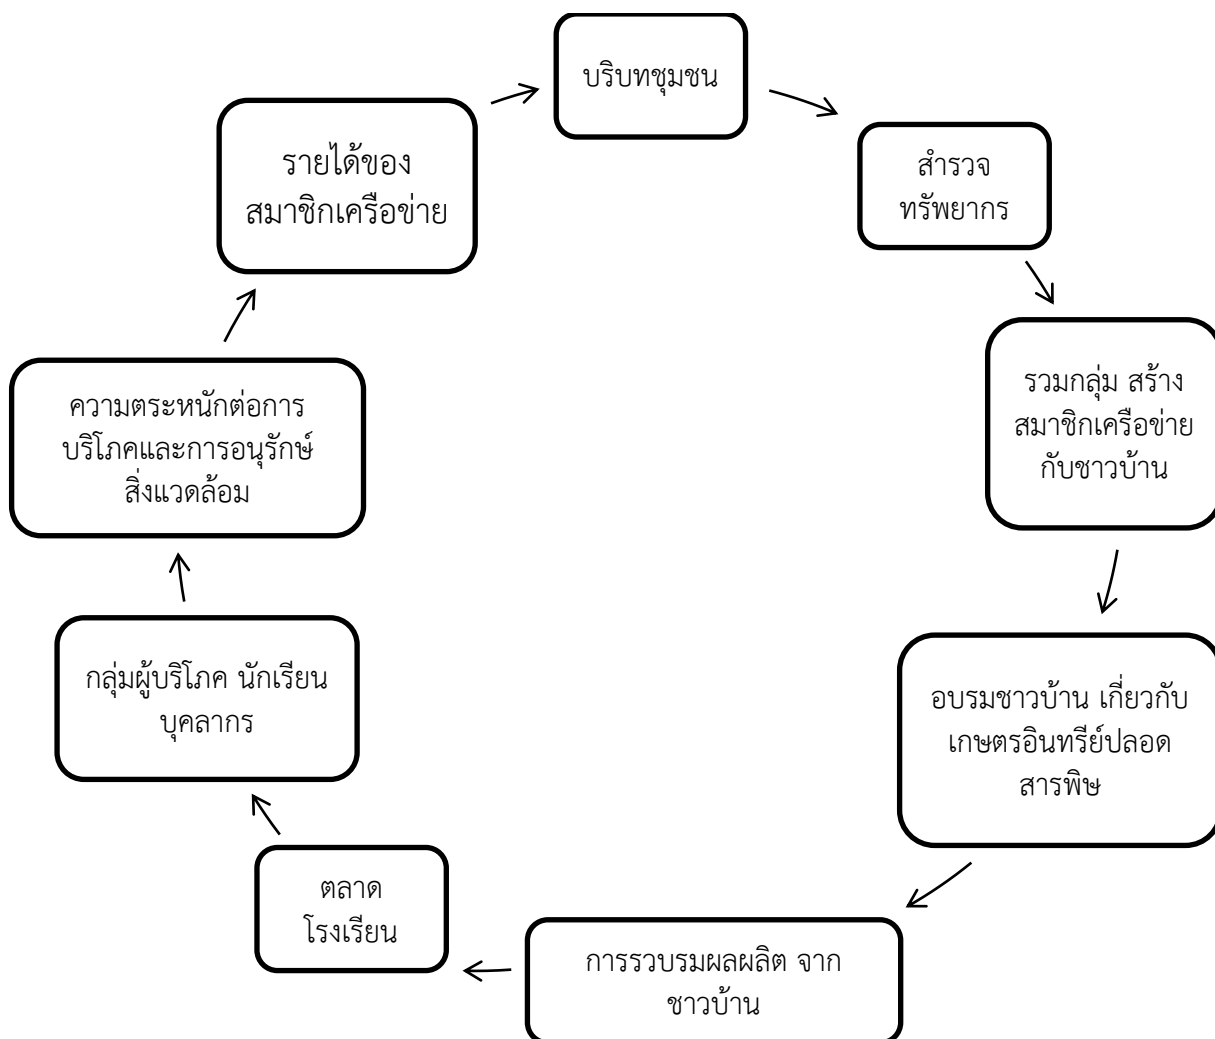 บริบทชุมชน
สำรวจ
ทรัพยากร
รวมกลุ่ม สร้าง
สมาชิกเครือข่าย
กับชาวบ้าน
อบรมชาวบ้าน เกี่ยวกับ
เกษตรอินทรีย์ปลอด
สารพิษ
การรวบรมผลผลิต จาก
ชาวบ้าน
ตลาด
โรงเรียน
กลุ่มผู้บริโภค นักเรียน
บุคลากร
ความตระหนักต่อการ
บริโภคและการอนุรักษ์
สิ่งแวดล้อม
รายได้ของ
สมาชิกเครือข่าย